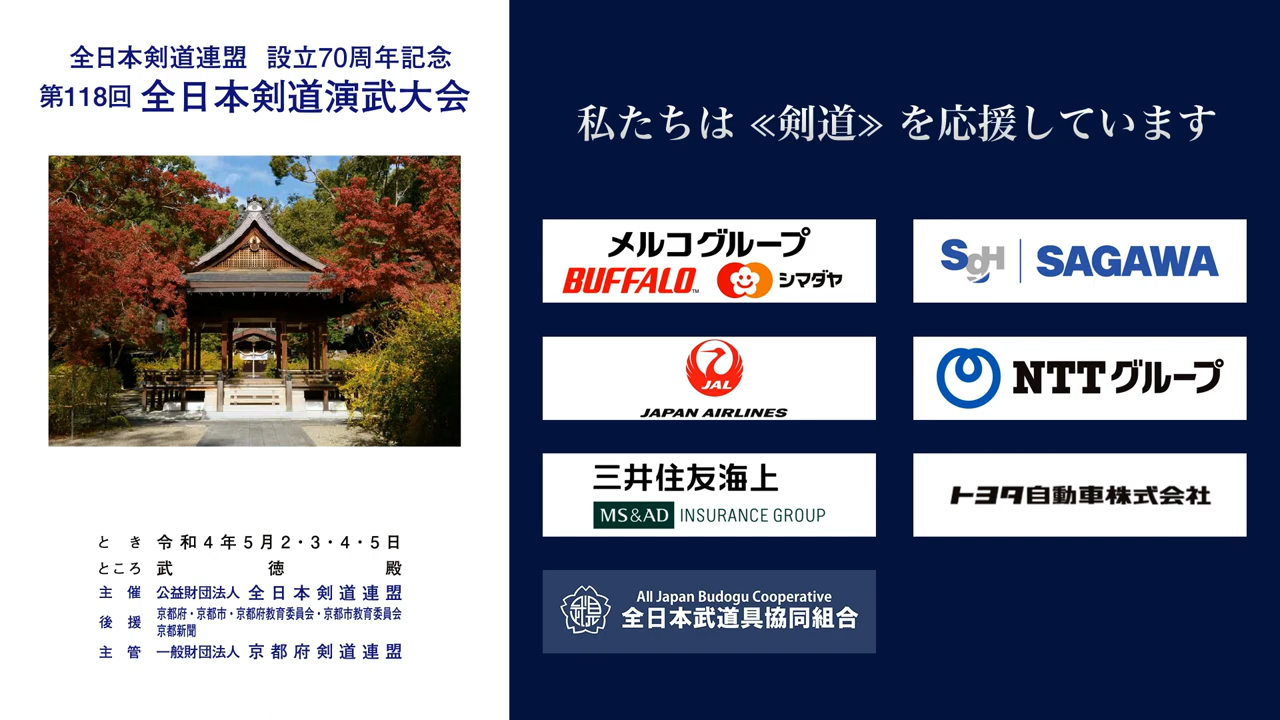 全日本剣道連盟 設立70周年記念
第118回 全日本剣道演武大会
とき 令和4年5月2・3・4・5日
ところ 武徳殿
主催 公益財団法人 全日本剣道連盟
後援 京都府・京都市・京都府教育委員会・京都市教育委員会
京都新聞
主管 一般財団法人 京都府剣道連盟
私たちは ≪剣道≫ を応援しています
メルコグループ
BUFFALO™ シマダヤ
SGH SAGAWA
JAL
JAPAN AIRLINES
NTTグループ
三井住友海上
MS&AD INSURANCE GROUP
トヨタ自動車株式会社
All Japan Budogu Cooperative
全日本武道具協同組合